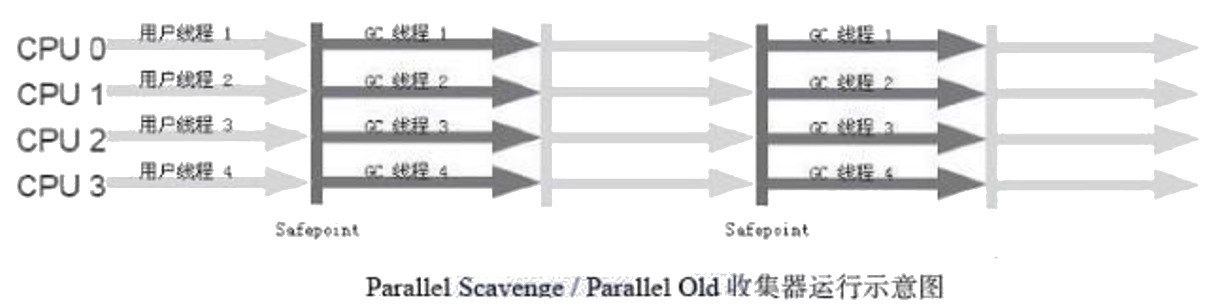 CPU 0 用户线程 1 GC 线程 1 GC 线程 1
CPU 1 用户线程 2 GC 线程 2 GC 线程 2
CPU 2 用户线程 3 GC 线程 3 GC 线程 3
CPU 3 用户线程 4 GC 线程 4 GC 线程 4
Safepoint Safepoint
Parallel Scavenge / Parallel Old 收集器运行示意图